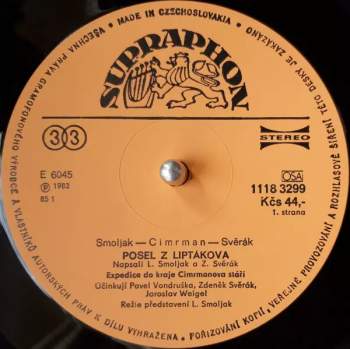 MADE IN CZECHOSLOVAKIA • VŠECHNA PRÁVA GRAMOFONOVÉHO VÝROBCE A VLASTNÍKŮ AUTORSKÝCH PRÁV K DÍLU VYHRAŽENA. • POŘIZOVÁNÍ KOPIÍ, VEŘEJNÉ PROVOZOVÁNÍ A ROZHLASOVÉ ŠÍŘENÍ TÉTO DESKY JE ZAKÁZÁNO
SUPRAPHON
33
STEREO
E 6045
Ⓟ 1983
85 1
OSA
1118 3299
Kčs 44,-
1. strana
Smoljak — Cimrman — Svěrák
POSEL Z LIPTÁKOVA
Napsali L. Smoljak a Z. Svěrák
Expedice do kraje Cimrmanova stáří
Účinkují Pavel Vondruška, Zdeněk Svěrák,
Jaroslav Weigel
Režie představení L. Smoljak